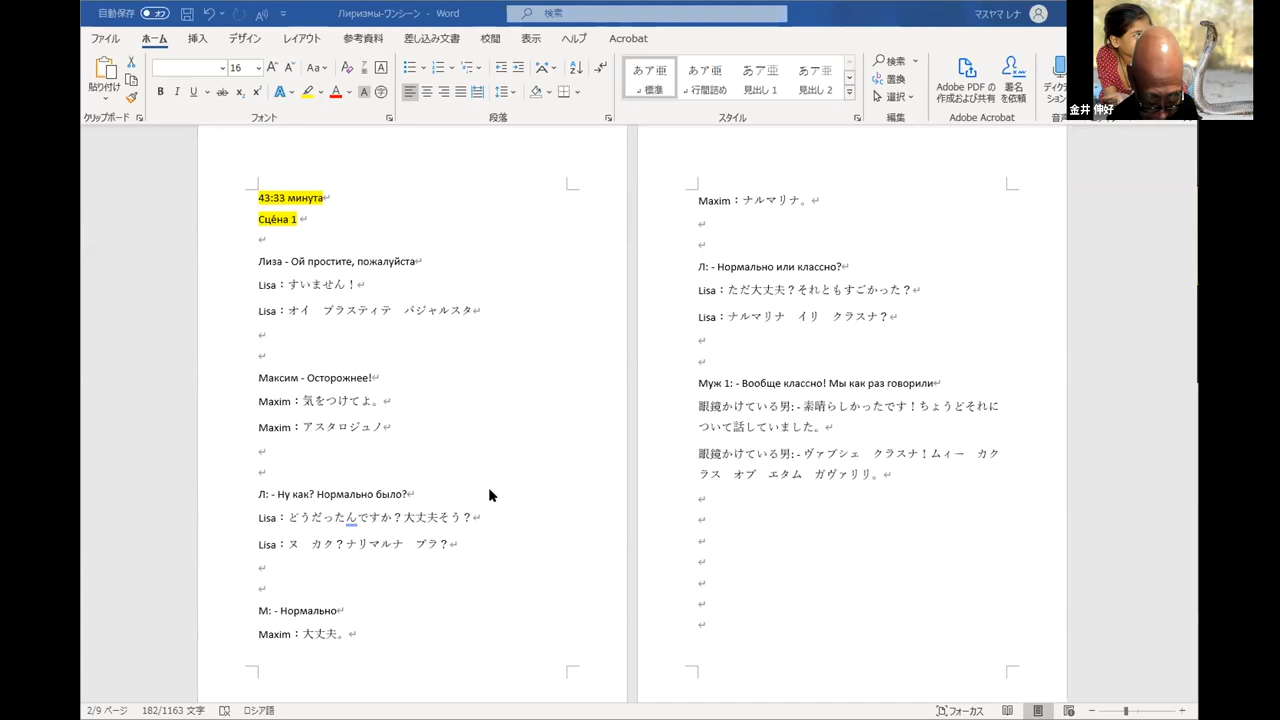 自動保存 オフ
Лиризмы-ワンシーン - Word
検索
マスヤマ レナ
ファイル ホーム 挿入 デザイン レイアウト 参考資料 差し込み文書 校閲 表示 ヘルプ Acrobat
貼り付け
16
B I U
標準
行間詰め
見出し 1
見出し 2
検索
置換
選択
Adobe PDF の
作成および共有
署名
を依頼
クリップボード
フォント
段落
スタイル
編集
Adobe Acrobat
金井 伸好
43:33 минута
Сце́на 1
Лиза - Ой простите, пожалуйста
Lisa：すいません！
Lisa：オイ　プラスティテ　パジャルスタ
Максим - Осторожнее!
Maxim：気をつけてよ。
Maxim：アスタロジュノ
Л: - Ну как? Нормально было?
Lisa：どうだったんですか？大丈夫そう？
Lisa：ヌ　カク？ナリマルナ　ブラ？
М: - Нормально
Maxim：大丈夫。
Maxim：ナルマリナ。
Л: - Нормально или классно?
Lisa：ただ大丈夫？それともすごかった？
Lisa：ナルマリナ　イリ　クラスナ？
Муж 1: - Вообще классно! Мы как раз говорили
眼鏡かけている男: - 素晴らしかったです！ちょうどそれに
ついて話していました。
眼鏡かけている男: - ヴァブシェ　クラスナ！ムィー　カク
ラス　オブ　エタム　ガヴァリリ。
2/9 ページ 182/1163 文字 ロシア語
フォーカス